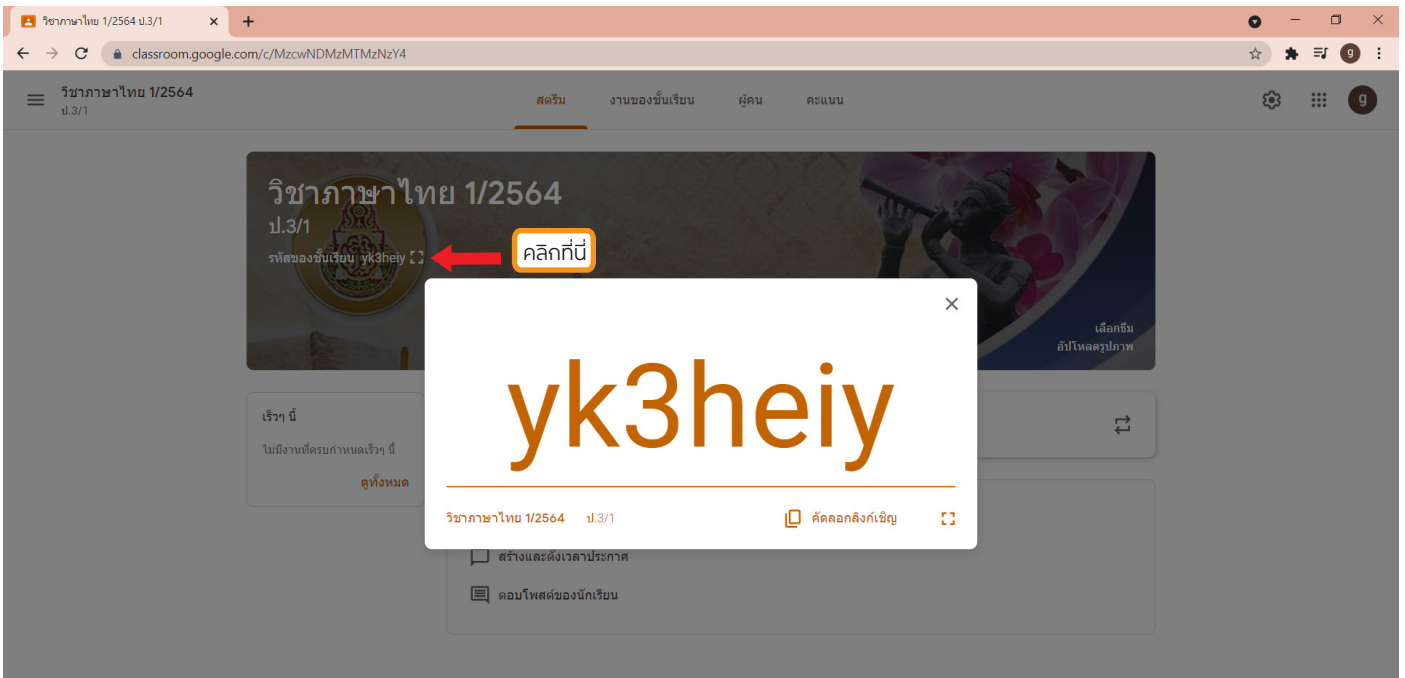 วิชาภาษาไทย 1/2564 ป.3/1
classroom.google.com/c/MzcwNDMzMTMzNzY4
g
วิชาภาษาไทย 1/2564
ป.3/1
สตรีม งานของชั้นเรียน ผู้คน คะแนน
g
วิชาภาษาไทย 1/2564
ป.3/1
รหัสของชั้นเรียน yk3heiy
คลิกที่นี่
เลือกธีม
อัปโหลดรูปภาพ
yk3heiy
วิชาภาษาไทย 1/2564 ป.3/1
คัดลอกลิงก์เชิญ
เร็วๆ นี้
ไม่มีงานที่ครบกำหนดเร็วๆ นี้
ดูทั้งหมด
สร้างและตั้งเวลาประกาศ
ตอบโพสต์ของนักเรียน